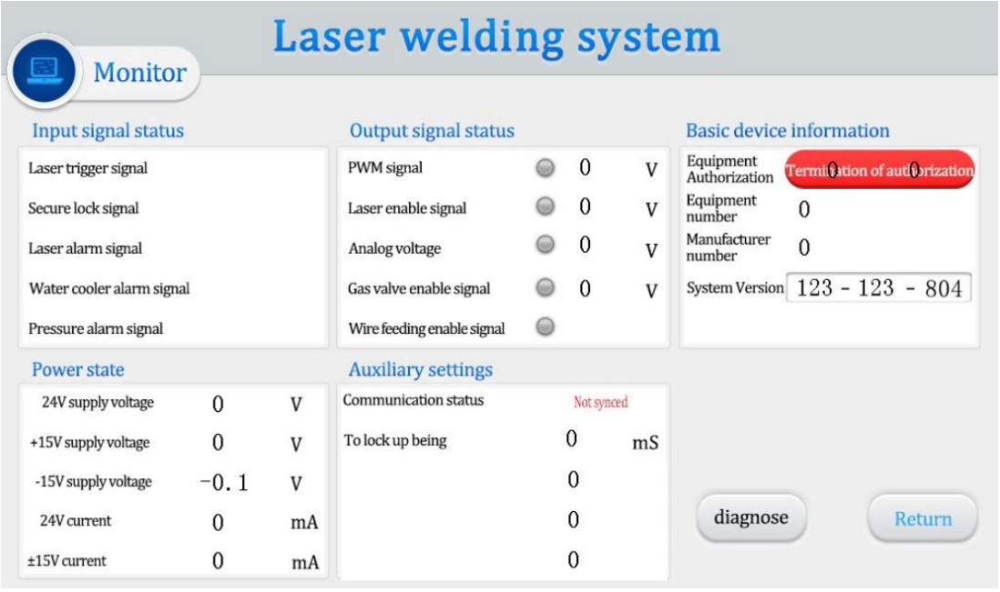 Laser welding system
Monitor
Input signal status
Laser trigger signal
Secure lock signal
Laser alarm signal
Water cooler alarm signal
Pressure alarm signal
Output signal status
PWM signal 0 V
Laser enable signal 0 V
Analog voltage 0 V
Gas valve enable signal 0 V
Wire feeding enable signal
Basic device information
Equipment
Authorization
Termination of authorization
0 0
Equipment
number
0
Manufacturer
number
0
System Version 123 - 123 - 804
Power state
24V supply voltage 0 V
+15V supply voltage 0 V
-15V supply voltage -0.1 V
24V current 0 mA
±15V current 0 mA
Auxiliary settings
Communication status Not synced
To lock up being 0 mS
0
0
0
diagnose
Return